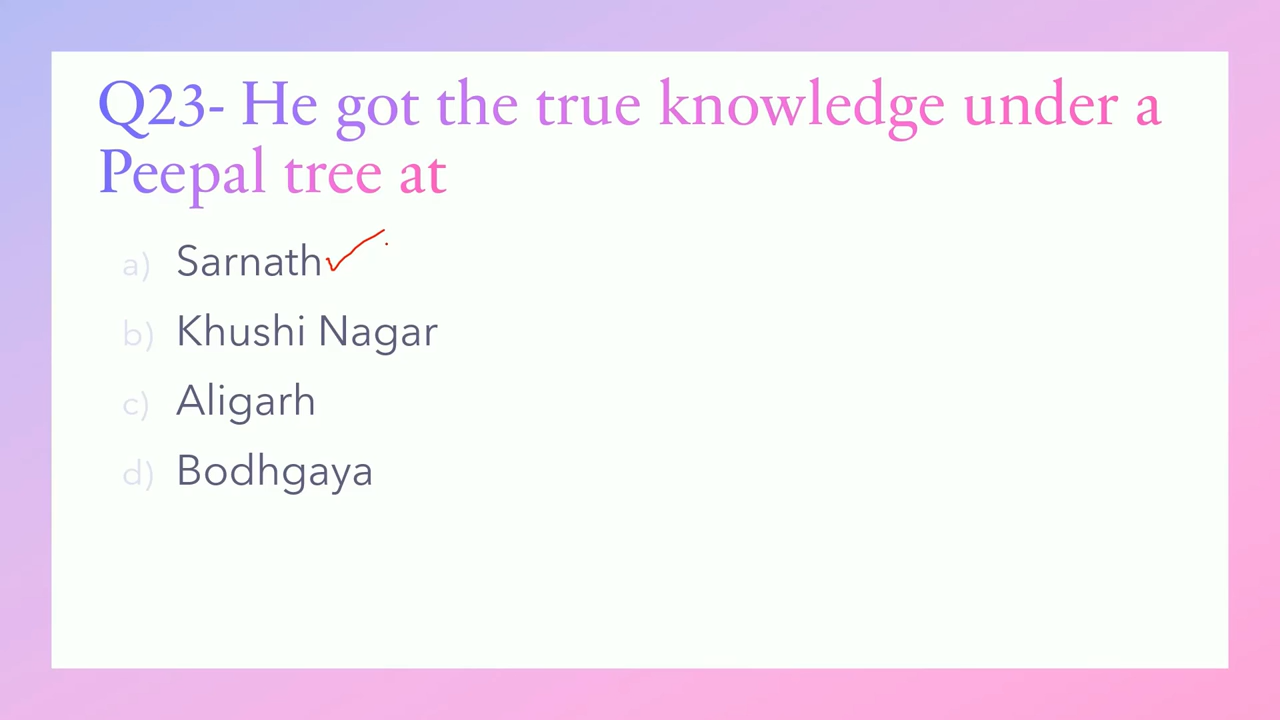 Q23- He got the true knowledge under a
Peepal tree at
a) Sarnath
b) Khushi Nagar
c) Aligarh
d) Bodhgaya